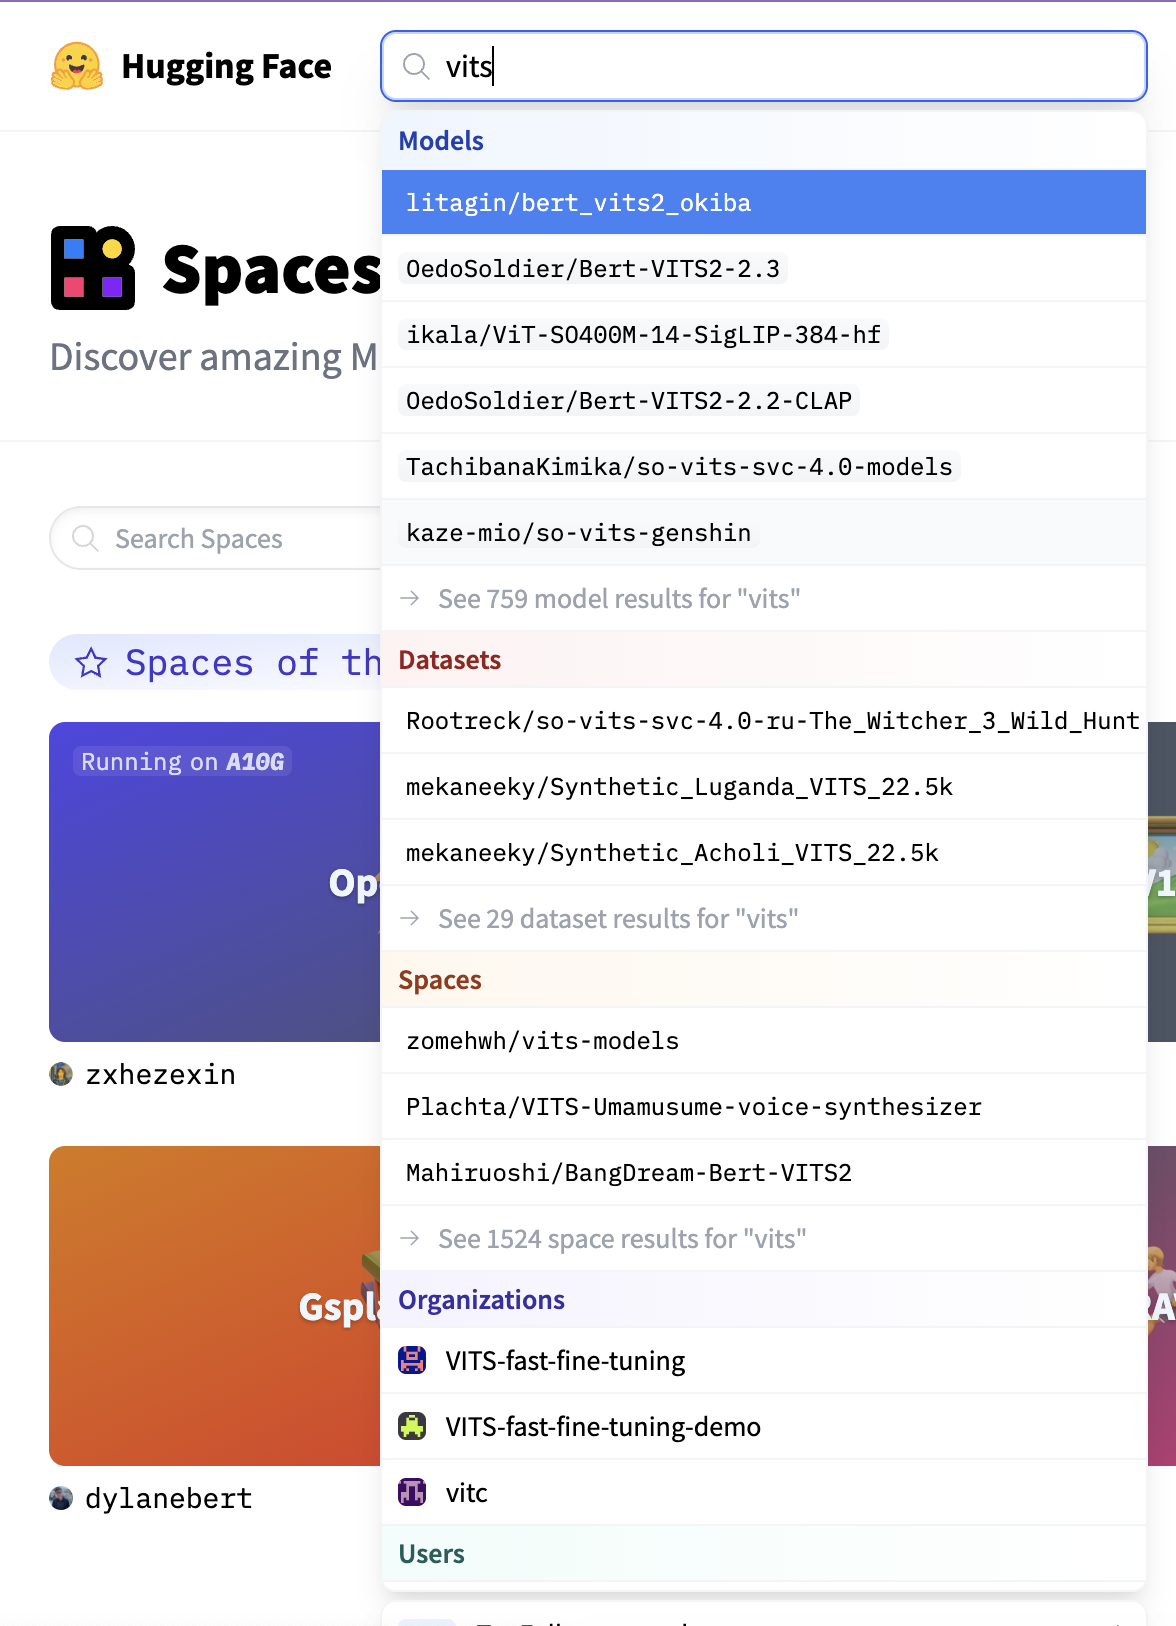 Hugging Face
vits
Models
litagin/bert_vits2_okiba
OedoSoldier/Bert-VITS2-2.3
ikala/ViT-SO400M-14-SigLIP-384-hf
OedoSoldier/Bert-VITS2-2.2-CLAP
TachibanaKimika/so-vits-svc-4.0-models
kaze-mio/so-vits-genshin
→ See 759 model results for "vits"
Datasets
Rootreck/so-vits-svc-4.0-ru-The_Witcher_3_Wild_Hunt
mekaneeky/Synthetic_Luganda_VITS_22.5k
mekaneeky/Synthetic_Acholi_VITS_22.5k
→ See 29 dataset results for "vits"
Spaces
zomehwh/vits-models
Plachta/VITS-Umamusume-voice-synthesizer
Mahiruoshi/BangDream-Bert-VITS2
→ See 1524 space results for "vits"
Organizations
VITS-fast-fine-tuning
VITS-fast-fine-tuning-demo
vitc
Users
Spaces
Discover amazing M
Search Spaces
Spaces of th
Running on A10G
Op
zxhezexin
Gspl
dylanebert